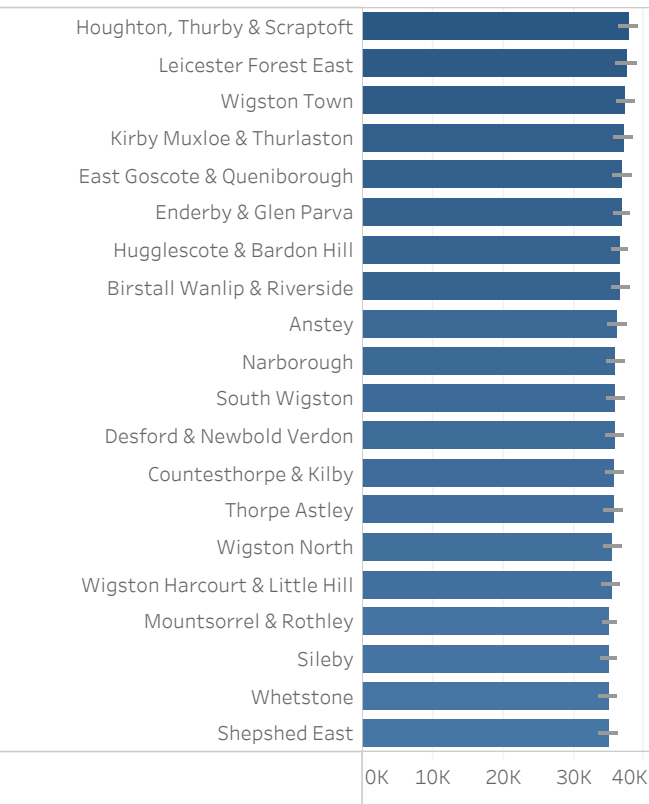 Houghton, Thurby & Scraptoft
Leicester Forest East
Wigston Town
Kirby Muxloe & Thurlaston
East Goscote & Queniborough
Enderby & Glen Parva
Hugglescote & Bardon Hill
Birstall Wanlip & Riverside
Anstey
Narborough
South Wigston
Desford & Newbold Verdon
Countesthorpe & Kilby
Thorpe Astley
Wigston North
Wigston Harcourt & Little Hill
Mountsorrel & Rothley
Sileby
Whetstone
Shepshed East
0K 10K 20K 30K 40K